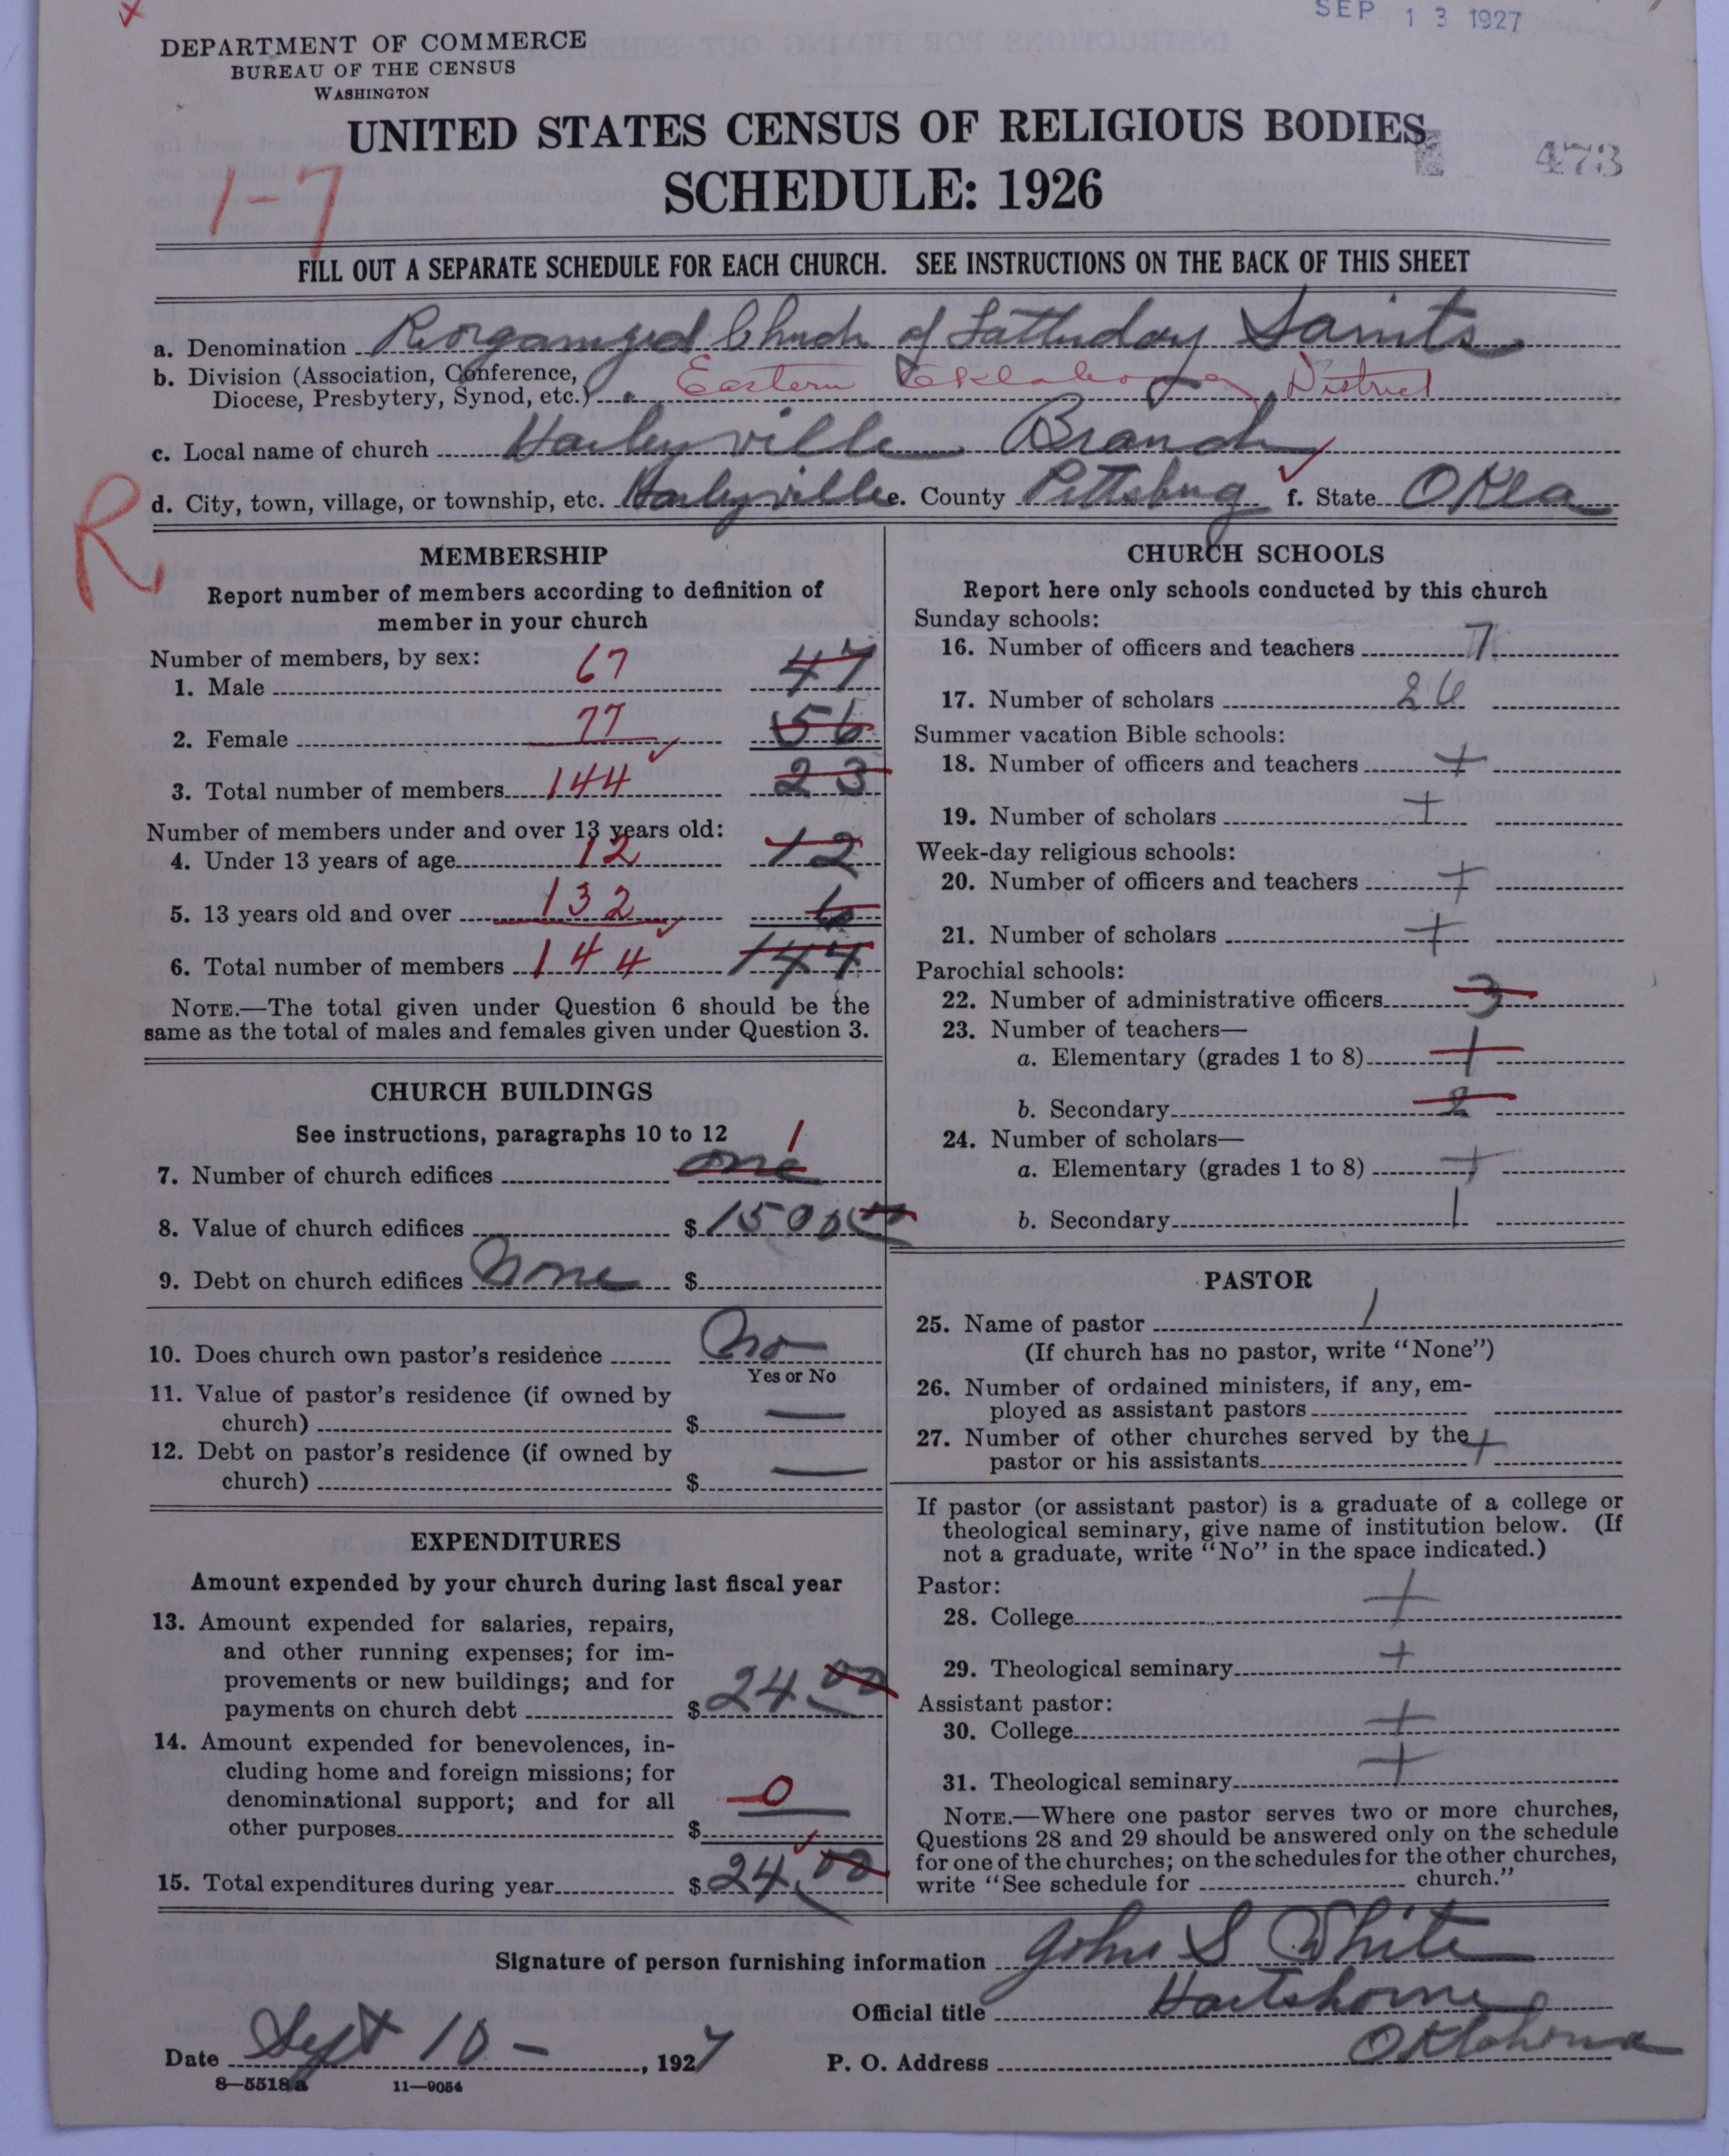 SEP 13 1927
DEPARTMENT OF COMMERCE
BUREAU OF THE CENSUS
WASHINGTON
UNITED STATES CENSUS OF RELIGIOUS BODIES
473
SCHEDULE: 1926
1-7
FILL OUT A SEPARATE SCHEDULE FOR EACH CHURCH. SEE INSTRUCTIONS ON THE BACK OF THIS SHEET
a. Denomination Reorganized Church of Latterday Saints
b. Division (Association, Conference,
Diocese, Presbytery, Synod, etc.) Eastern Oklahoma District
c. Local name of church Haileyville Branch
d. City, town, village, or township, etc. Haileyville e. County Pittsburg f. State Okla
R
MEMBERSHIP
Report number of members according to definition of
member in your church
Number of members, by sex:
1. Male 67 47
2. Female 77 56
3. Total number of members 144 23
Number of members under and over 13 years old:
4. Under 13 years of age 12 12
5. 13 years old and over 132 6
6. Total number of members 144 144
NOTE.—The total given under Question 6 should be the
same as the total of males and females given under Question 3.
CHURCH BUILDINGS
See instructions, paragraphs 10 to 12
7. Number of church edifices one 1
8. Value of church edifices $ 1500 00
9. Debt on church edifices None $
10. Does church own pastor's residence No
Yes or No
11. Value of pastor's residence (if owned by
church) $ —
12. Debt on pastor's residence (if owned by
church) $ —
EXPENDITURES
Amount expended by your church during last fiscal year
13. Amount expended for salaries, repairs,
and other running expenses; for im-
provements or new buildings; and for
payments on church debt $ 24.00
14. Amount expended for benevolences, in-
cluding home and foreign missions; for
denominational support; and for all
other purposes $ 0
15. Total expenditures during year $ 24.00
CHURCH SCHOOLS
Report here only schools conducted by this church
Sunday schools:
16. Number of officers and teachers 7
17. Number of scholars 26
Summer vacation Bible schools:
18. Number of officers and teachers +
19. Number of scholars +
Week-day religious schools:
20. Number of officers and teachers +
21. Number of scholars +
Parochial schools:
22. Number of administrative officers 3
23. Number of teachers—
a. Elementary (grades 1 to 8) 1
b. Secondary 2
24. Number of scholars—
a. Elementary (grades 1 to 8) +
b. Secondary 1
PASTOR
25. Name of pastor 1
(If church has no pastor, write "None")
26. Number of ordained ministers, if any, em-
ployed as assistant pastors
27. Number of other churches served by the
pastor or his assistants +
If pastor (or assistant pastor) is a graduate of a college or
theological seminary, give name of institution below. (If
not a graduate, write "No" in the space indicated.)
Pastor:
28. College +
29. Theological seminary +
Assistant pastor:
30. College +
31. Theological seminary +
NOTE.—Where one pastor serves two or more churches,
Questions 28 and 29 should be answered only on the schedule
for one of the churches; on the schedules for the other churches,
write "See schedule for church."
Signature of person furnishing information John S White
Official title Hartshorne
Date Sept 10 - , 1927 P. O. Address Oklahoma
8—5518a 11—9054